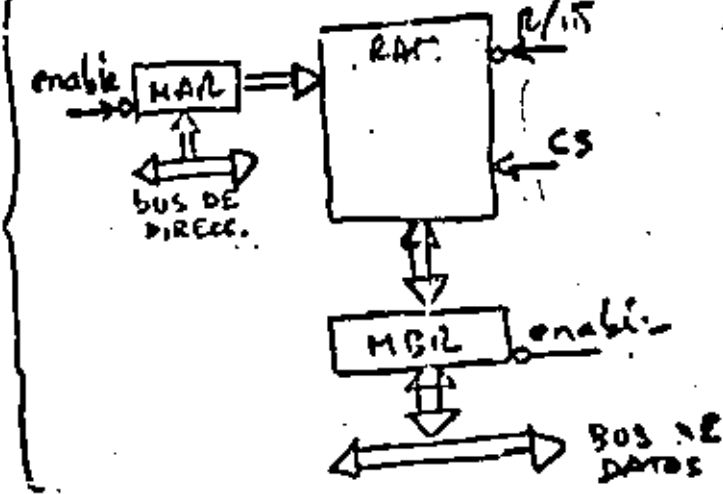 R/W
RAM
enable
MAR
CS
BUS DE
DIRECC.
MBR
enable
BUS DE
DATOS